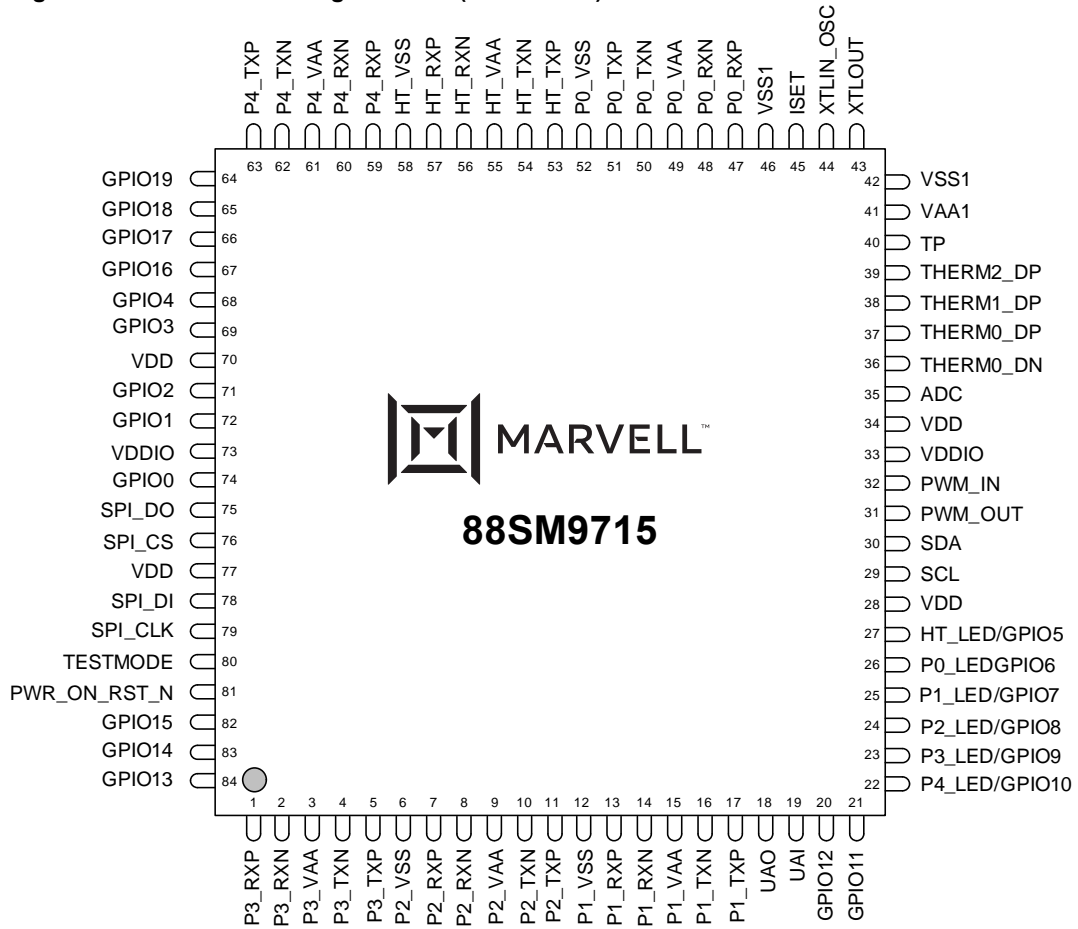 P4_TXP
P4_TXN
P4_VAA
P4_RXN
P4_RXP
HT_VSS
HT_RXP
HT_RXN
HT_VAA
HT_TXN
HT_TXP
P0_VSS
P0_TXP
P0_TXN
P0_VAA
P0_RXN
P0_RXP
VSS1
ISET
XTLIN_OSC
XTLOUT
63 62 61 60 59 58 57 56 55 54 53 52 51 50 49 48 47 46 45 44 43
GPIO19 64
GPIO18 65
GPIO17 66
GPIO16 67
GPIO4 68
GPIO3 69
VDD 70
GPIO2 71
GPIO1 72
VDDIO 73
GPIO0 74
SPI_DO 75
SPI_CS 76
VDD 77
SPI_DI 78
SPI_CLK 79
TESTMODE 80
PWR_ON_RST_N 81
GPIO15 82
GPIO14 83
GPIO13 84
MARVELL™
88SM9715
42 VSS1
41 VAA1
40 TP
39 THERM2_DP
38 THERM1_DP
37 THERM0_DP
36 THERM0_DN
35 ADC
34 VDD
33 VDDIO
32 PWM_IN
31 PWM_OUT
30 SDA
29 SCL
28 VDD
27 HT_LED/GPIO5
26 P0_LEDGPIO6
25 P1_LED/GPIO7
24 P2_LED/GPIO8
23 P3_LED/GPIO9
22 P4_LED/GPIO10
1 2 3 4 5 6 7 8 9 10 11 12 13 14 15 16 17 18 19 20 21
P3_RXP
P3_RXN
P3_VAA
P3_TXN
P3_TXP
P2_VSS
P2_RXP
P2_RXN
P2_VAA
P2_TXN
P2_TXP
P1_VSS
P1_RXP
P1_RXN
P1_VAA
P1_TXN
P1_TXP
UAO
UAI
GPIO12
GPIO11